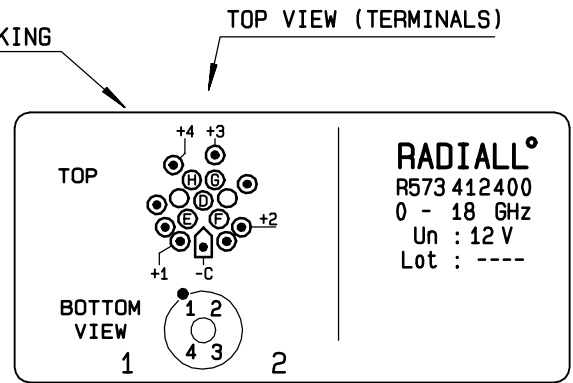 TOP VIEW (TERMINALS)
KING
+4 +3
TOP
H G
D
E F
+2
+1 -C
BOTTOM
VIEW
1 2
4 3
1 2
RADIALL°
R573 412400
0 - 18 GHz
Un : 12 V
Lot : ----